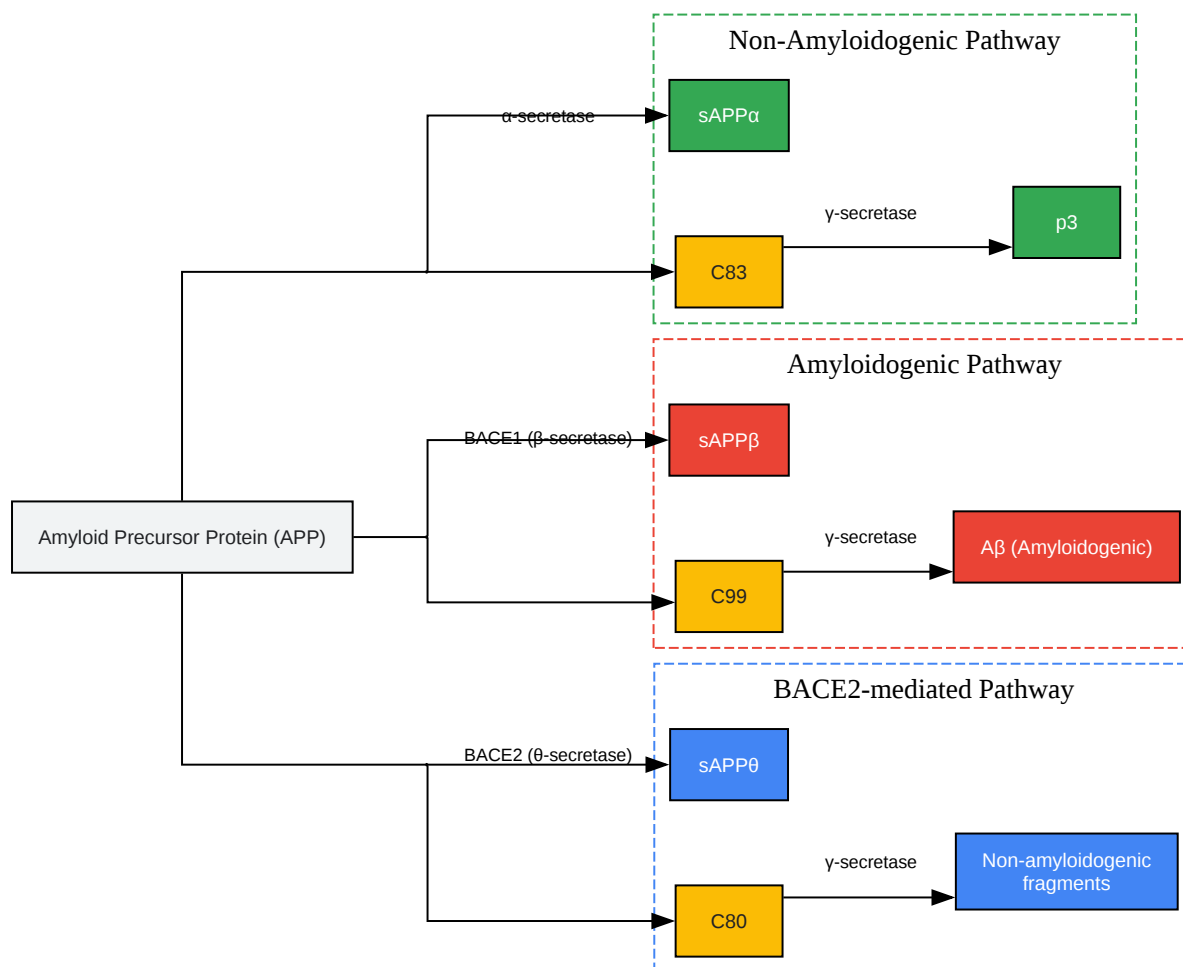 Non-Amyloidogenic Pathway
α-secretase
sAPPα
γ-secretase
p3
C83
Amyloidogenic Pathway
BACE1 (β-secretase)
sAPPβ
Amyloid Precursor Protein (APP)
γ-secretase
Aβ (Amyloidogenic)
C99
BACE2-mediated Pathway
BACE2 (θ-secretase)
sAPPθ
γ-secretase
Non-amyloidogenic
fragments
C80